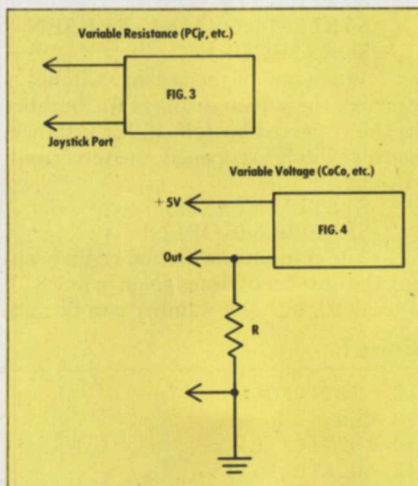 Variable Resistance (PCjr, etc.)
FIG. 3
Joystick Port
Variable Voltage (CoCo, etc.)
+5V
FIG. 4
Out
R